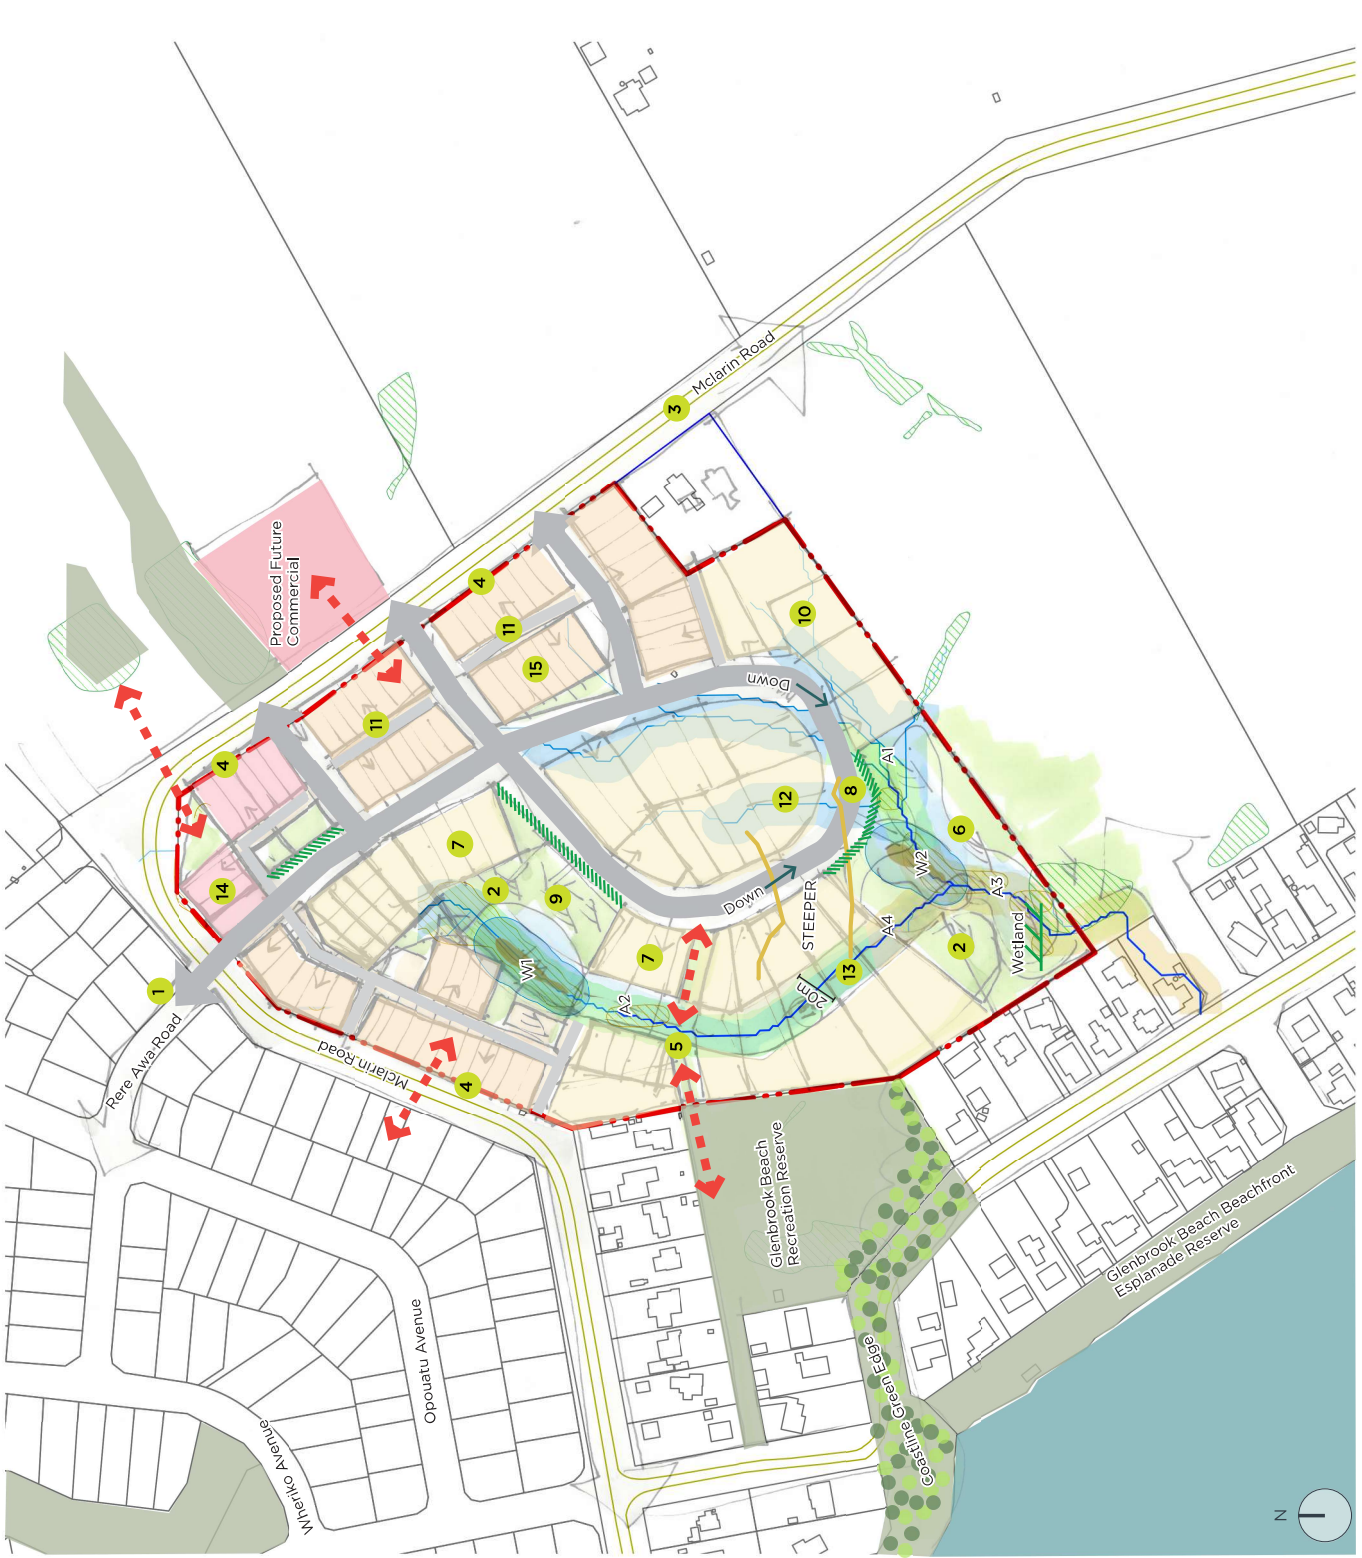 Mclarin Road
3
Proposed Future
Commercial
4
11
15
10
11
4
14
Down
A1
12
8
7
2
9
6
W2
Down
STEEPER
A3
1
Rere Awa Road
W1
7
A4
2
Wetland
13
20m
A2
5
Mclarin Road
4
Glenbrook Beach
Recreation Reserve
Glenbrook Beach Beachfront
Esplanade Reserve
Opouatu Avenue
Wheriko Avenue
Coastline Green Edge
N